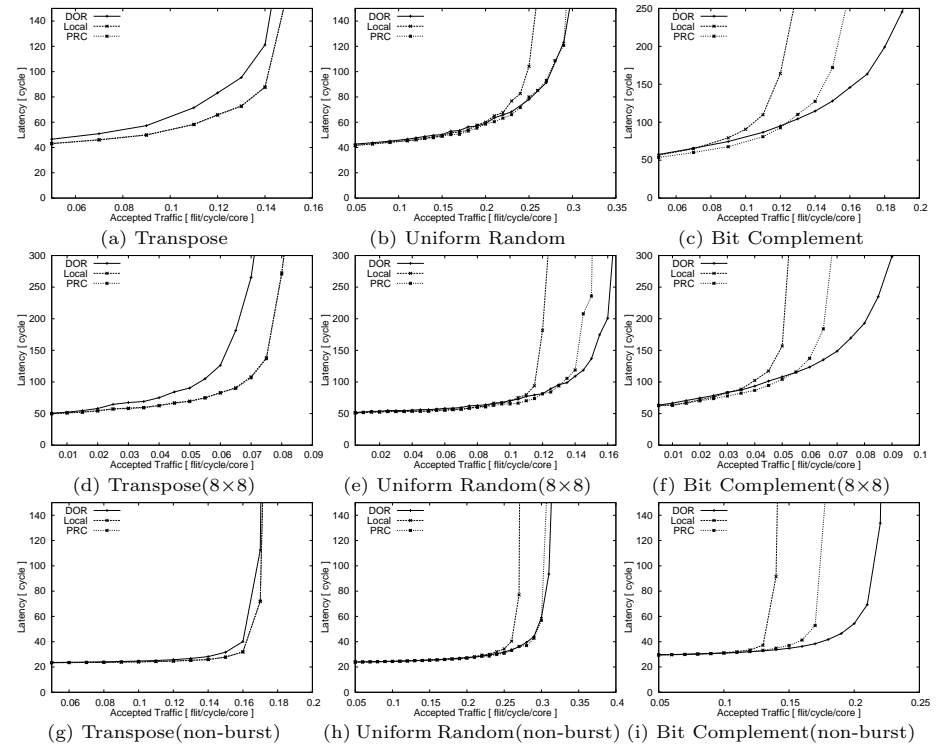 DOR
Local
PRC
Latency [ cycle ]
0
20
40
60
80
100
120
140
0.06
0.08
0.1
0.12
0.14
0.16
Accepted Traffic [ flit/cycle/core ]
(a) Transpose
DOR
Local
PRC
Latency [ cycle ]
0
20
40
60
80
100
120
140
0.05
0.1
0.15
0.2
0.25
0.3
0.35
Accepted Traffic [ flit/cycle/core ]
(b) Uniform Random
DOR
Local
PRC
Latency [ cycle ]
0
50
100
150
200
250
0.06
0.08
0.1
0.12
0.14
0.16
0.18
0.2
Accepted Traffic [ flit/cycle/core ]
(c) Bit Complement
DOR
Local
PRC
Latency [ cycle ]
0
50
100
150
200
250
300
0.01
0.02
0.03
0.04
0.05
0.06
0.07
0.08
0.09
Accepted Traffic [ flit/cycle/core ]
(d) Transpose(8×8)
DOR
Local
PRC
Latency [ cycle ]
0
50
100
150
200
250
300
0.02
0.04
0.06
0.08
0.1
0.12
0.14
0.16
Accepted Traffic [ flit/cycle/core ]
(e) Uniform Random(8×8)
DOR
Local
PRC
Latency [ cycle ]
0
50
100
150
200
250
300
0.01
0.02
0.03
0.04
0.05
0.06
0.07
0.08
0.09
0.1
Accepted Traffic [ flit/cycle/core ]
(f) Bit Complement(8×8)
DOR
Local
PRC
Latency [ cycle ]
0
20
40
60
80
100
120
140
0.06
0.08
0.1
0.12
0.14
0.16
0.18
0.2
Accepted Traffic [ flit/cycle/core ]
(g) Transpose(non-burst)
DOR
Local
PRC
Latency [ cycle ]
0
20
40
60
80
100
120
140
0.05
0.1
0.15
0.2
0.25
0.3
0.35
0.4
Accepted Traffic [ flit/cycle/core ]
(h) Uniform Random(non-burst)
DOR
Local
PRC
Latency [ cycle ]
0
20
40
60
80
100
120
140
0.05
0.1
0.15
0.2
0.25
Accepted Traffic [ flit/cycle/core ]
(i) Bit Complement(non-burst)